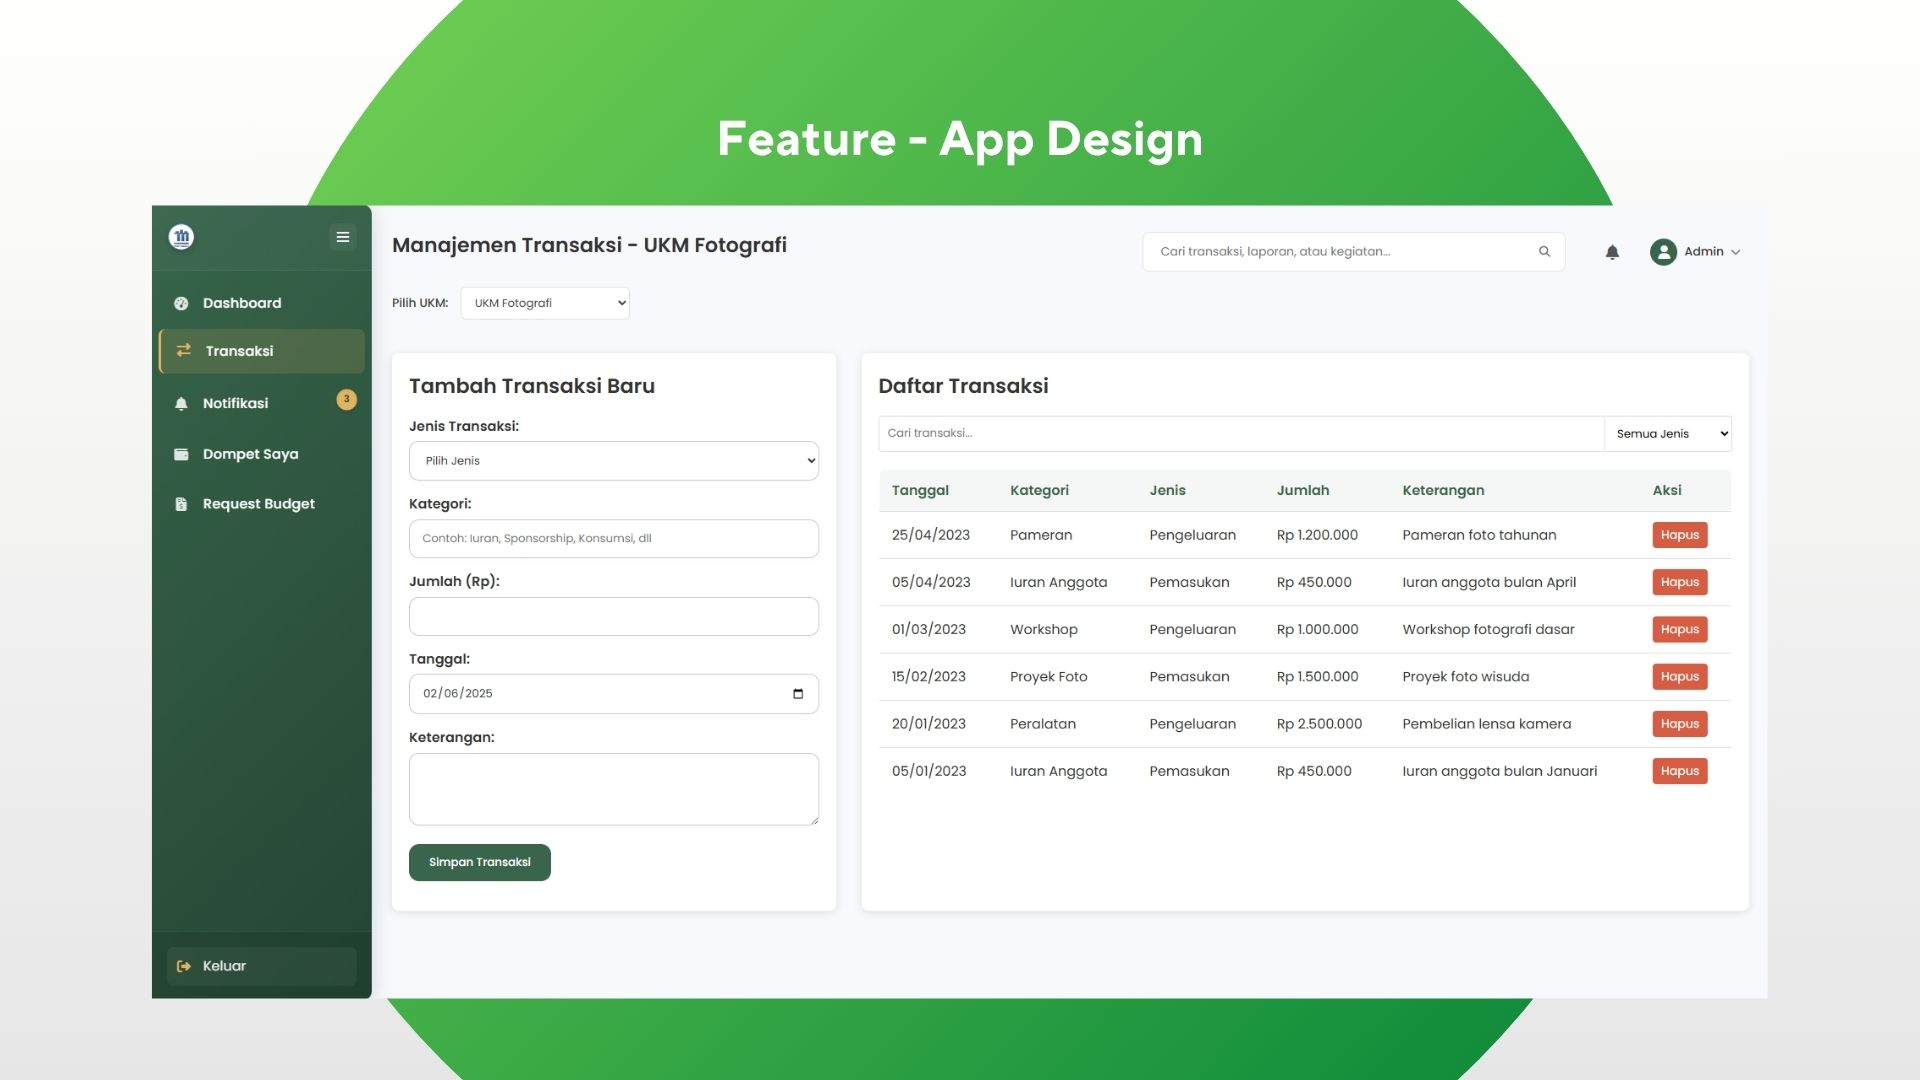 Feature - App Design
Manajemen Transaksi - UKM Fotografi
Cari transaksi, laporan, atau kegiatan...
Admin
Pilih UKM:
UKM Fotografi
Dashboard
Transaksi
Notifikasi
3
Dompet Saya
Request Budget
Keluar
Tambah Transaksi Baru
Jenis Transaksi:
Pilih Jenis
Kategori:
Contoh: Iuran, Sponsorship, Konsumsi, dll
Jumlah (Rp):
Tanggal:
02/06/2025
Keterangan:
Simpan Transaksi
Daftar Transaksi
Cari transaksi...
Semua Jenis
Tanggal Kategori Jenis Jumlah Keterangan Aksi
25/04/2023 Pameran Pengeluaran Rp 1.200.000 Pameran foto tahunan Hapus
05/04/2023 Iuran Anggota Pemasukan Rp 450.000 Iuran anggota bulan April Hapus
01/03/2023 Workshop Pengeluaran Rp 1.000.000 Workshop fotografi dasar Hapus
15/02/2023 Proyek Foto Pemasukan Rp 1.500.000 Proyek foto wisuda Hapus
20/01/2023 Peralatan Pengeluaran Rp 2.500.000 Pembelian lensa kamera Hapus
05/01/2023 Iuran Anggota Pemasukan Rp 450.000 Iuran anggota bulan Januari Hapus